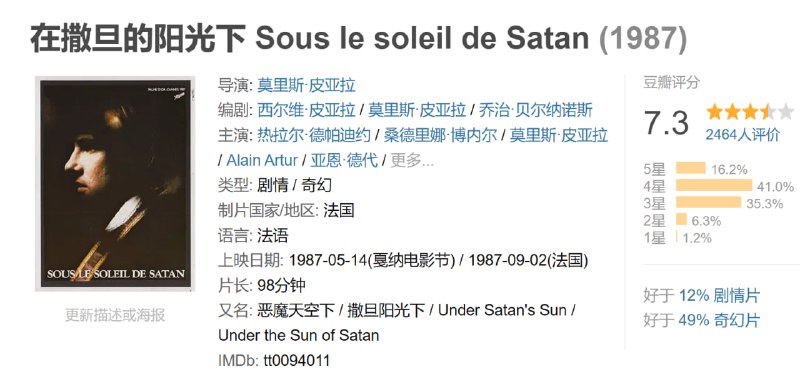 在撒旦的阳光下 Sous le soleil de Satan (1987)
PALME D'OR CANNES 1987
SOUS LE SOLEIL DE SATAN
更新描述或海报
导演: 莫里斯·皮亚拉
编剧: 西尔维·皮亚拉 / 莫里斯·皮亚拉 / 乔治·贝尔纳诺斯
主演: 热拉尔·德帕迪约 / 桑德里娜·博内尔 / 莫里斯·皮亚拉
/ Alain Artur / 亚恩·德代 / 更多...
类型: 剧情 / 奇幻
制片国家/地区: 法国
语言: 法语
上映日期: 1987-05-14(戛纳电影节) / 1987-09-02(法国)
片长: 98分钟
又名: 恶魔天空下 / 撒旦阳光下 / Under Satan's Sun /
Under the Sun of Satan
IMDb: tt0094011
豆瓣评分
7.3
2464人评价
5星 16.2%
4星 41.0%
3星 35.3%
2星 6.3%
1星 1.2%
好于 12% 剧情片
好于 49% 奇幻片